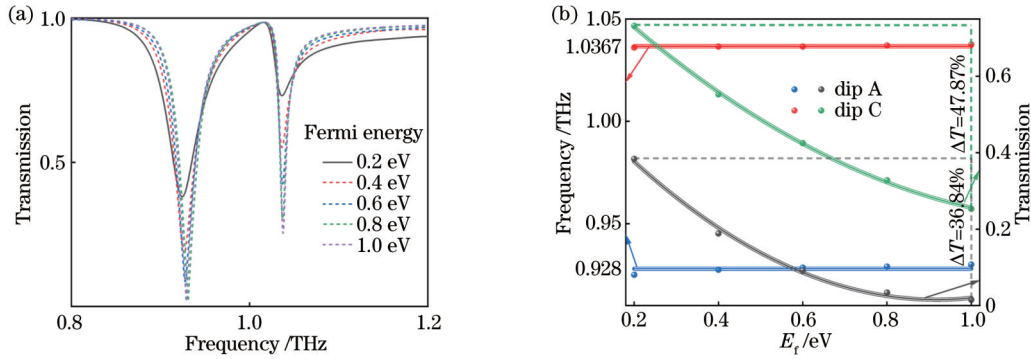 (a)
1.0
0.5
Transmission
Fermi energy
0.2 eV
0.4 eV
0.6 eV
0.8 eV
1.0 eV
0.8
1.0
1.2
Frequency /THz
(b)
1.05
1.0367
1.00
0.95
0.928
Frequency /THz
dip A
dip C
ΔT=47.87%
ΔT=36.84%
0.6
0.4
0.2
0
Transmission
0.2
0.4
0.6
0.8
1.0
E_f /eV